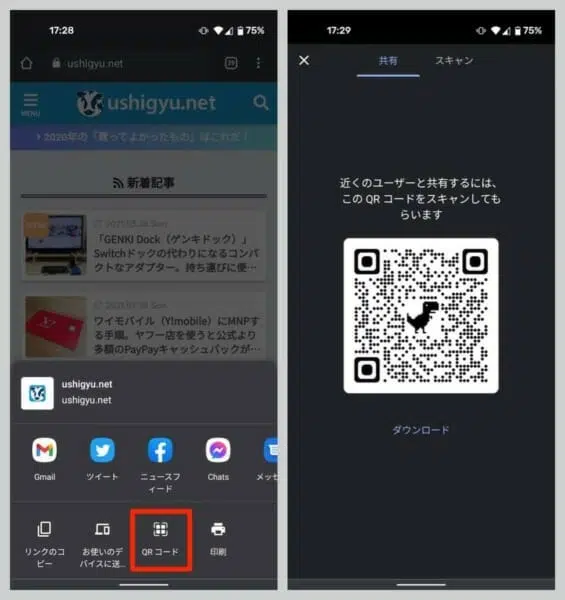 17:28
75%
ushigyu.net
MENU
ushigyu.net
2020年の「買ってよかったもの」はこれだ!
新着記事
「GENKI Dock(ゲンキドック)」
Switchドックの代わりになるコンパ
クトなアダプター。持ち運びに便…
ワイモバイル(Y!mobile)にMNPす
る手順。ヤフー店を使うと公式より
多額のPayPayキャッシュバックが…
ushigyu.net
ushigyu.net
Gmail
ツイート
ニュースフ
ィード
Chats
メッセ
リンクのコ
ピー
お使いのデ
バイスに送...
QR コード
印刷
17:29
75%
共有
スキャン
近くのユーザーと共有するには、
この QR コードをスキャンしても
らいます
ダウンロード